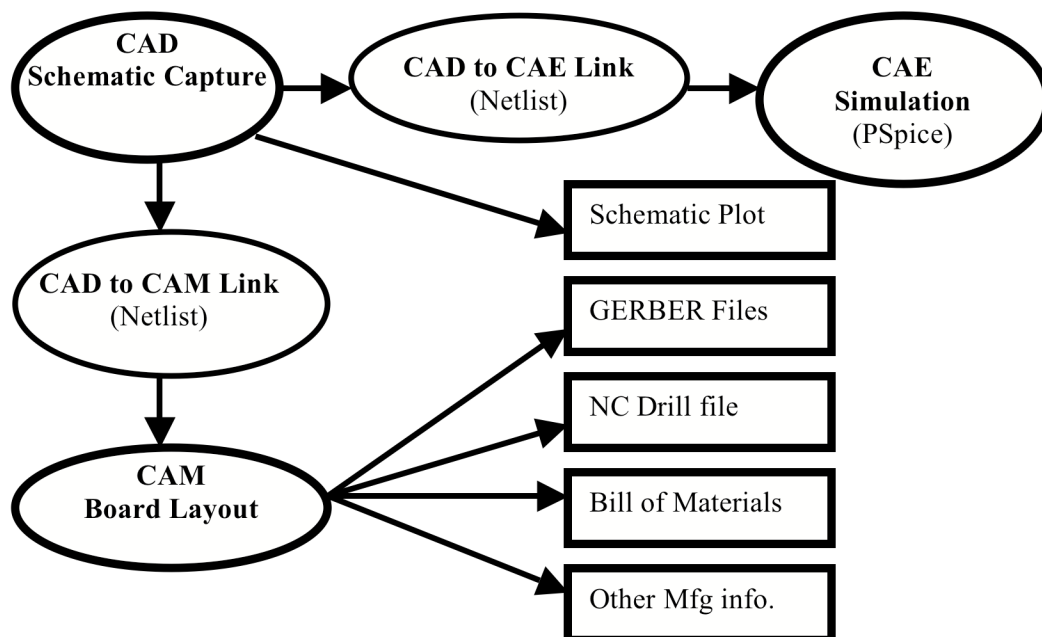 CAD
Schematic Capture
CAD to CAE Link
(Netlist)
CAE
Simulation
(PSpice)
Schematic Plot
CAD to CAM Link
(Netlist)
GERBER Files
NC Drill file
CAM
Board Layout
Bill of Materials
Other Mfg info.